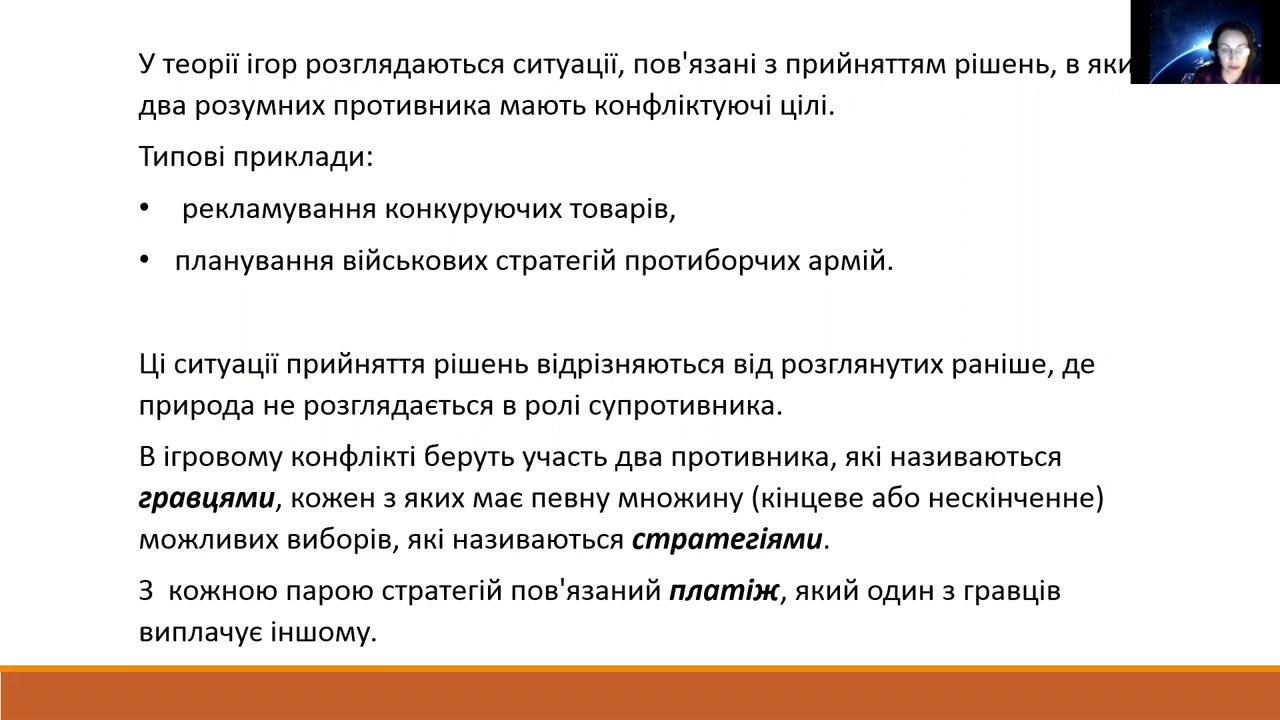 У теорії ігор розглядаються ситуації, пов'язані з прийняттям рішень, в
два розумних противника мають конфліктуючі цілі.
Типові приклади:
• рекламування конкуруючих товарів,
• планування військових стратегій протиборчих армій.
Ці ситуації прийняття рішень відрізняються від розглянутих раніше, де
природа не розглядається в ролі супротивника.
В ігровому конфлікті беруть участь два противника, які називаються
гравцями, кожен з яких має певну множину (кінцеве або нескінченне)
можливих виборів, які називаються стратегіями.
З кожною парою стратегій пов'язаний платіж, який один з гравців
виплачує іншому.